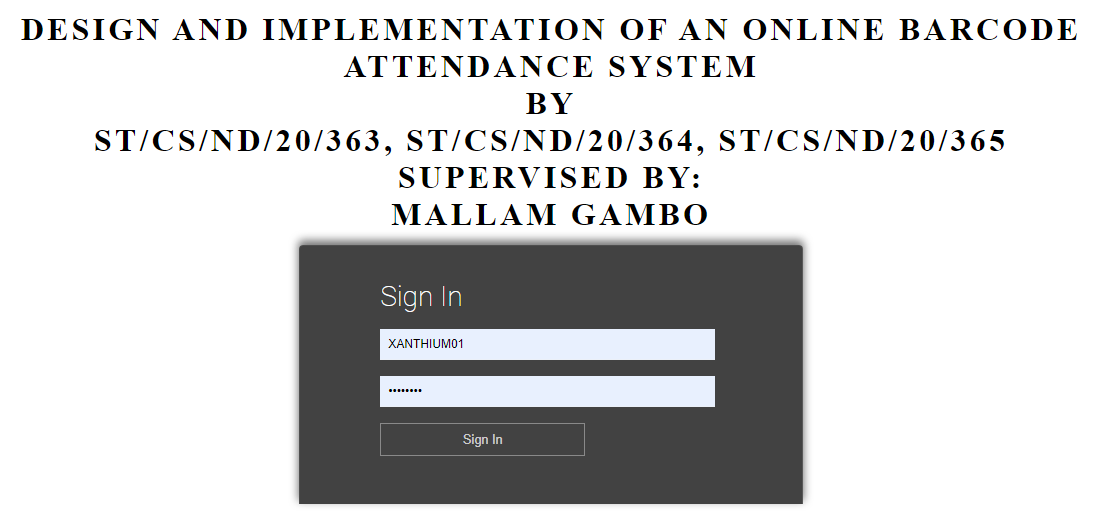 DESIGN AND IMPLEMENTATION OF AN ONLINE BARCODE
ATTENDANCE SYSTEM
BY
ST/CS/ND/20/363, ST/CS/ND/20/364, ST/CS/ND/20/365
SUPERVISED BY:
MALLAM GAMBO
Sign In
XANTHIUM01
••••••••
Sign In